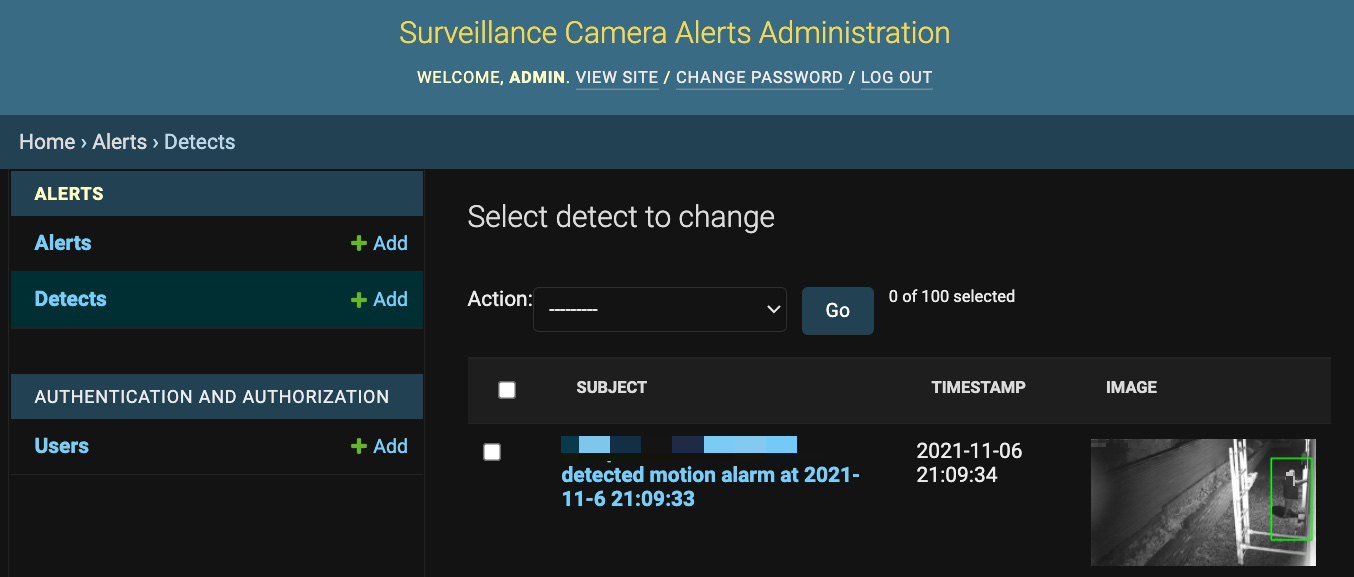 Surveillance Camera Alerts Administration
WELCOME, ADMIN. VIEW SITE / CHANGE PASSWORD / LOG OUT
Home › Alerts › Detects
ALERTS
Alerts + Add
Detects + Add
AUTHENTICATION AND AUTHORIZATION
Users + Add
Select detect to change
Action: --------- Go 0 of 100 selected
SUBJECT TIMESTAMP IMAGE
detected motion alarm at 2021-
11-6 21:09:33
2021-11-06
21:09:34